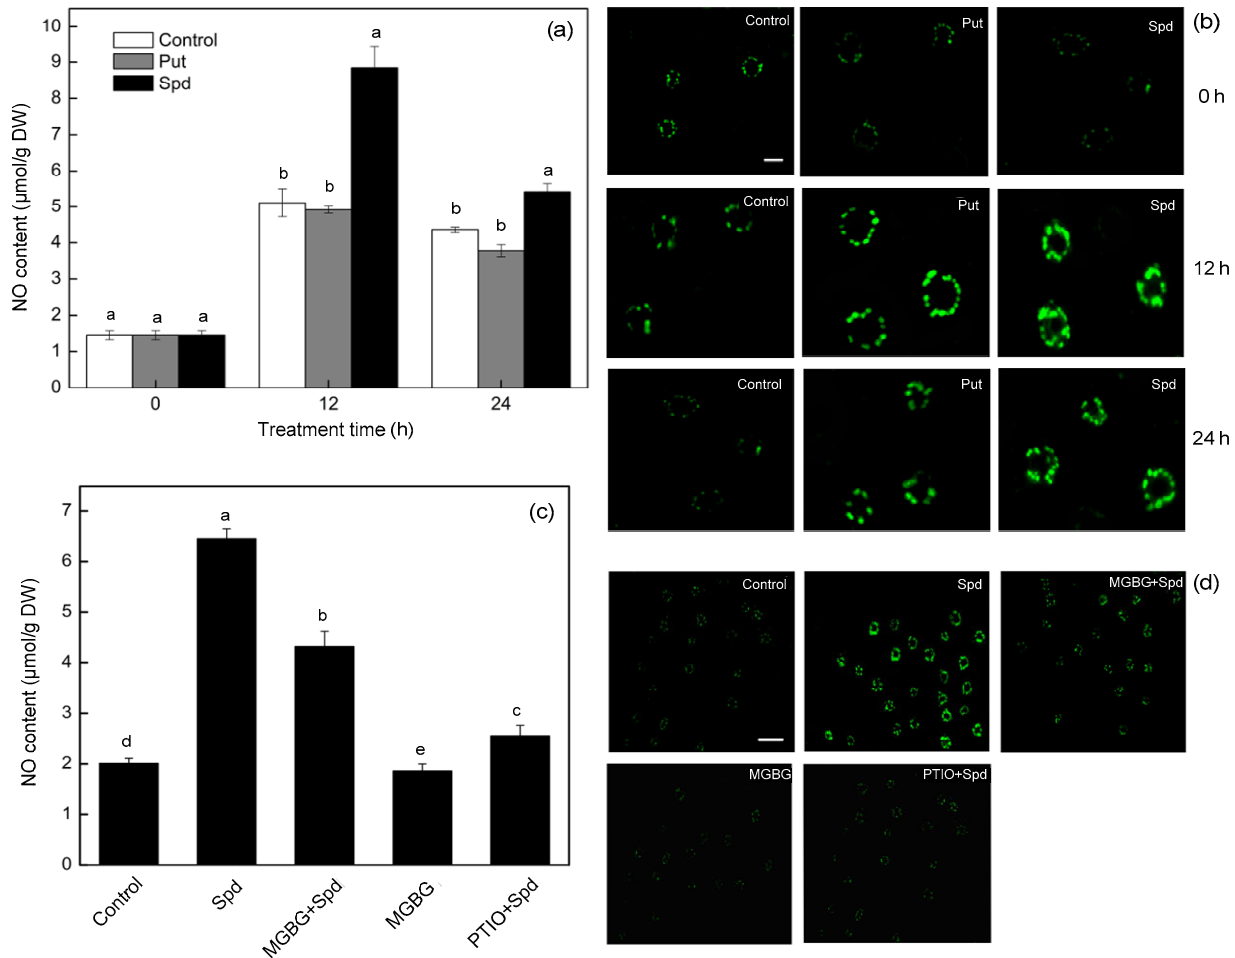 (a)
Control
Put
Spd
NO content (μmol/g DW)
10
9
8
7
6
5
4
3
2
1
0
a a a
b b a
b b a
0 12 24
Treatment time (h)
(b)
Control Put Spd
0 h
Control Put Spd
12 h
Control Put Spd
24 h
(c)
NO content (μmol/g DW)
7
6
5
4
3
2
1
0
d a b e c
Control Spd MGBG+Spd MGBG PTIO+Spd
(d)
Control Spd MGBG+Spd
MGBG PTIO+Spd